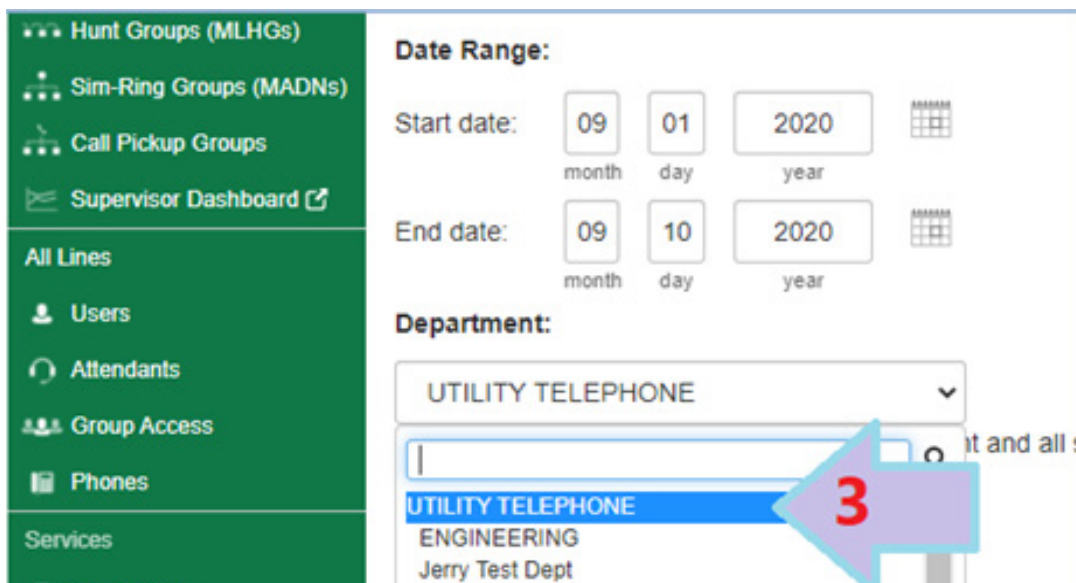 Hunt Groups (MLHGs)
Sim-Ring Groups (MADNs)
Call Pickup Groups
Supervisor Dashboard
All Lines
Users
Attendants
Group Access
Phones
Services
Date Range:
Start date: 09 01 2020
month day year
End date: 09 10 2020
month day year
Department:
UTILITY TELEPHONE
and all
UTILITY TELEPHONE
3
ENGINEERING
Jerry Test Dept